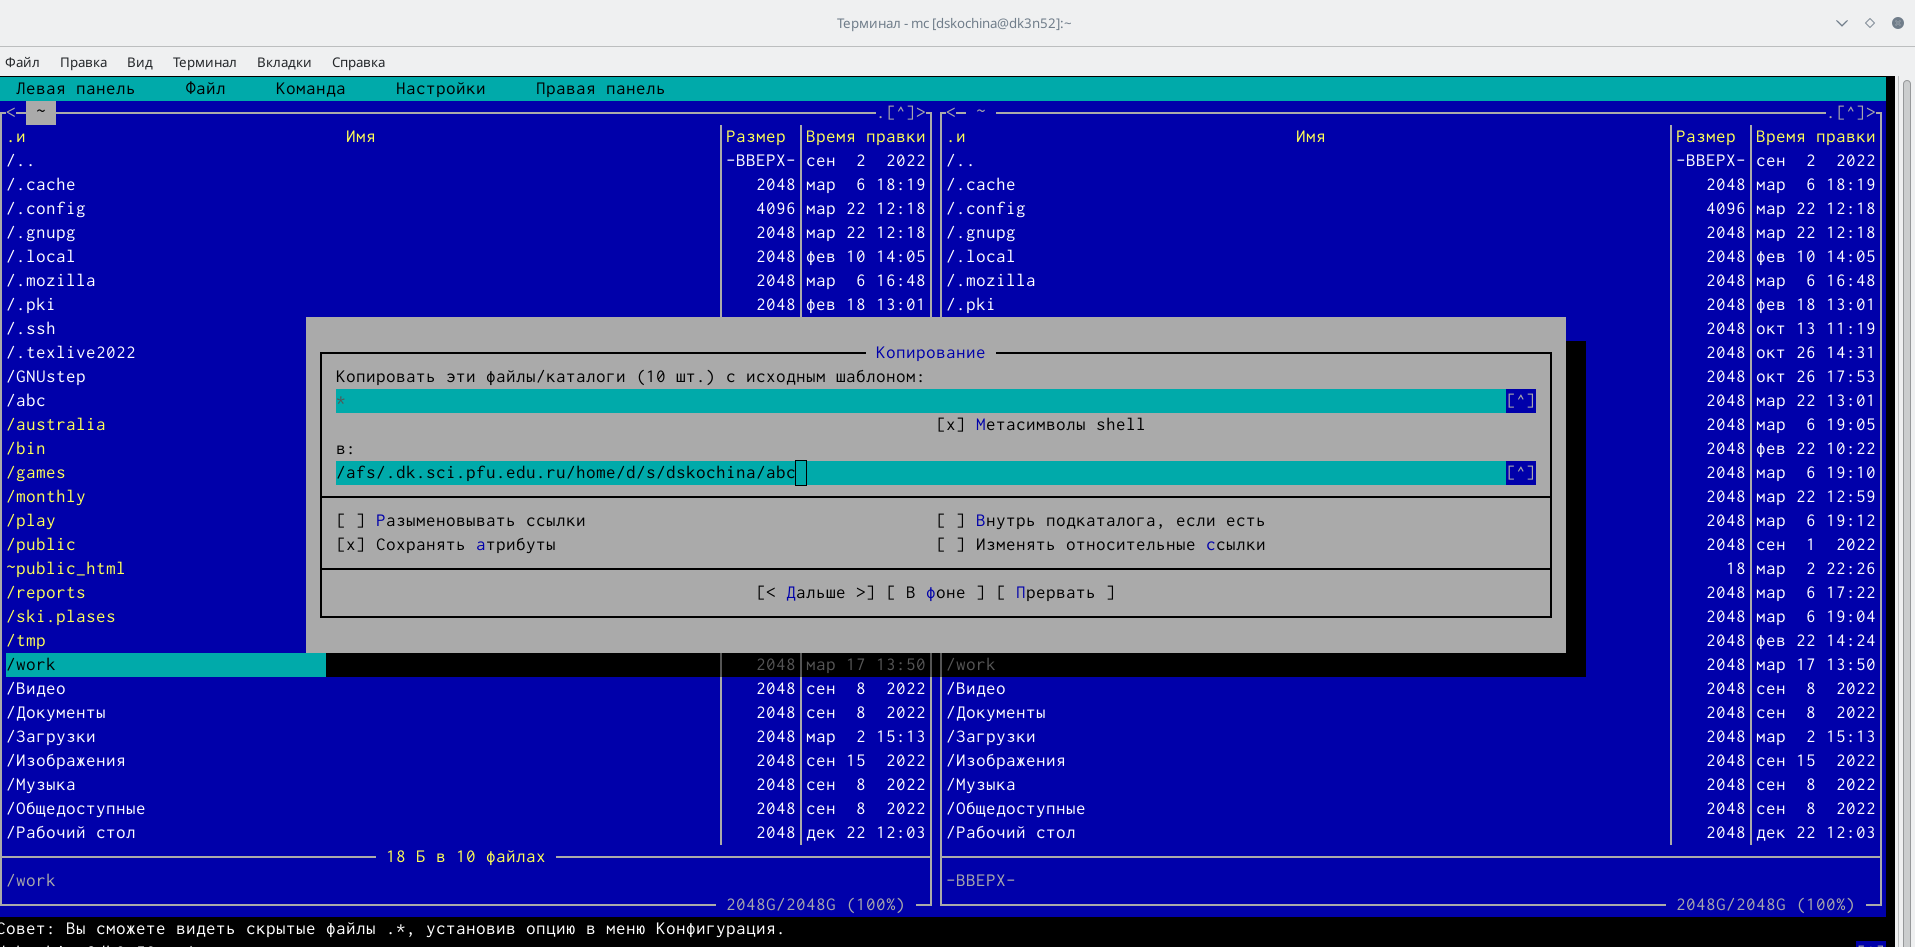 Терминал - mc [dskochina@dk3n52]:~
Файл Правка Вид Терминал Вкладки Справка
Левая панель Файл Команда Настройки Правая панель
<─ ~ .[^]> <─ ~ .[^]>
.и Имя Размер Время правки .и Имя Размер Время правки
/.. -ВВЕРХ- сен 2 2022 /.. -ВВЕРХ- сен 2 2022
/.cache 2048 мар 6 18:19 /.cache 2048 мар 6 18:19
/.config 4096 мар 22 12:18 /.config 4096 мар 22 12:18
/.gnupg 2048 мар 22 12:18 /.gnupg 2048 мар 22 12:18
/.local 2048 фев 10 14:05 /.local 2048 фев 10 14:05
/.mozilla 2048 мар 6 16:48 /.mozilla 2048 мар 6 16:48
/.pki 2048 фев 18 13:01 /.pki 2048 фев 18 13:01
/.ssh 2048 окт 13 11:19
/.texlive2022 Копирование 2048 окт 26 14:31
/GNUstep Копировать эти файлы/каталоги (10 шт.) с исходным шаблоном: 2048 окт 26 17:53
/abc * [^] 2048 мар 22 13:01
/australia [x] Метасимволы shell 2048 мар 6 19:05
/bin в: 2048 фев 22 10:22
/games /afs/.dk.sci.pfu.edu.ru/home/d/s/dskochina/abc [^] 2048 мар 6 19:10
/monthly 2048 мар 22 12:59
/play [ ] Разыменовывать ссылки [ ] Внутрь подкаталога, если есть 2048 мар 6 19:12
/public [x] Сохранять атрибуты [ ] Изменять относительные ссылки 2048 сен 1 2022
~public_html 18 мар 2 22:26
/reports [< Дальше >] [ В фоне ] [ Прервать ] 2048 мар 6 17:22
/ski.plases 2048 мар 6 19:04
/tmp 2048 фев 22 14:24
/work 2048 мар 17 13:50 /work 2048 мар 17 13:50
/Видео 2048 сен 8 2022 /Видео 2048 сен 8 2022
/Документы 2048 сен 8 2022 /Документы 2048 сен 8 2022
/Загрузки 2048 мар 2 15:13 /Загрузки 2048 мар 2 15:13
/Изображения 2048 сен 15 2022 /Изображения 2048 сен 15 2022
/Музыка 2048 сен 8 2022 /Музыка 2048 сен 8 2022
/Общедоступные 2048 сен 8 2022 /Общедоступные 2048 сен 8 2022
/Рабочий стол 2048 дек 22 12:03 /Рабочий стол 2048 дек 22 12:03
18 Б в 10 файлах
/work -ВВЕРХ-
2048G/2048G (100%) 2048G/2048G (100%)
Совет: Вы сможете видеть скрытые файлы .*, установив опцию в меню Конфигурация.